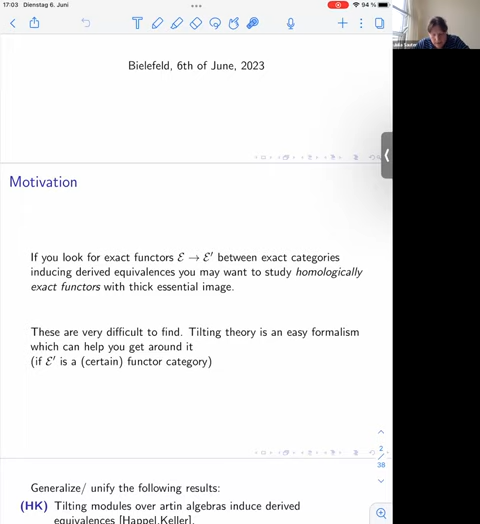 17:03 Dienstag 6. Juni
94 %
Bielefeld, 6th of June, 2023
Motivation
If you look for exact functors ℰ → ℰ′ between exact categories
inducing derived equivalences you may want to study homologically
exact functors with thick essential image.
These are very difficult to find. Tilting theory is an easy formalism
which can help you get around it
(if ℰ′ is a (certain) functor category)
2
/
38
Generalize/ unify the following results:
(HK) Tilting modules over artin algebras induce derived
equivalences [Happel,Keller].